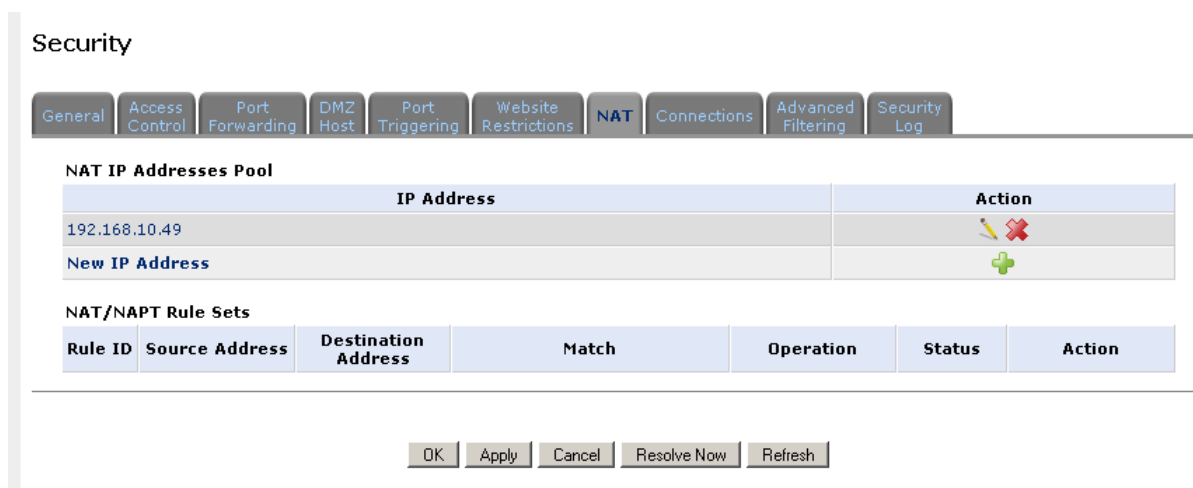 Security
General
Access Control
Port Forwarding
DMZ Host
Port Triggering
Website Restrictions
NAT
Connections
Advanced Filtering
Security Log
NAT IP Addresses Pool
IP Address Action
192.168.10.49
New IP Address
NAT/NAPT Rule Sets
Rule ID Source Address Destination Address Match Operation Status Action
OK Apply Cancel Resolve Now Refresh